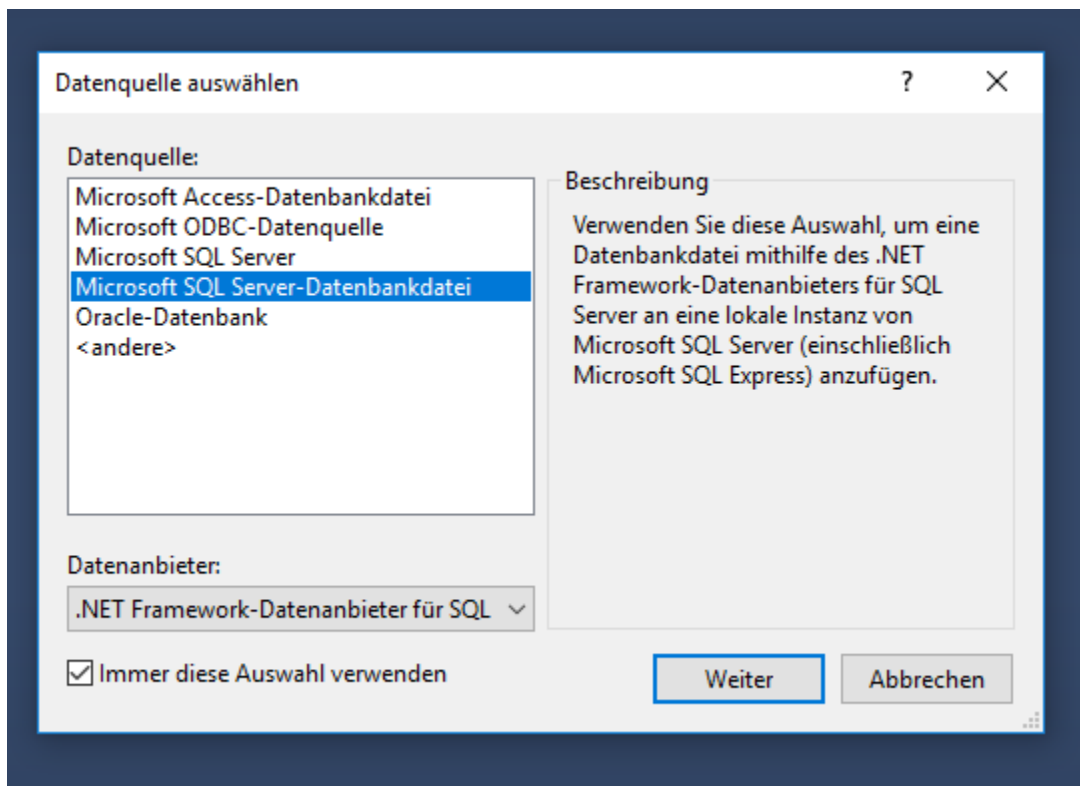 Datenquelle auswählen
?
Datenquelle:
Microsoft Access-Datenbankdatei
Microsoft ODBC-Datenquelle
Microsoft SQL Server
Microsoft SQL Server-Datenbankdatei
Oracle-Datenbank
<andere>
Beschreibung
Verwenden Sie diese Auswahl, um eine
Datenbankdatei mithilfe des .NET
Framework-Datenanbieters für SQL
Server an eine lokale Instanz von
Microsoft SQL Server (einschließlich
Microsoft SQL Express) anzufügen.
Datenanbieter:
.NET Framework-Datenanbieter für SQL
Immer diese Auswahl verwenden
Weiter
Abbrechen